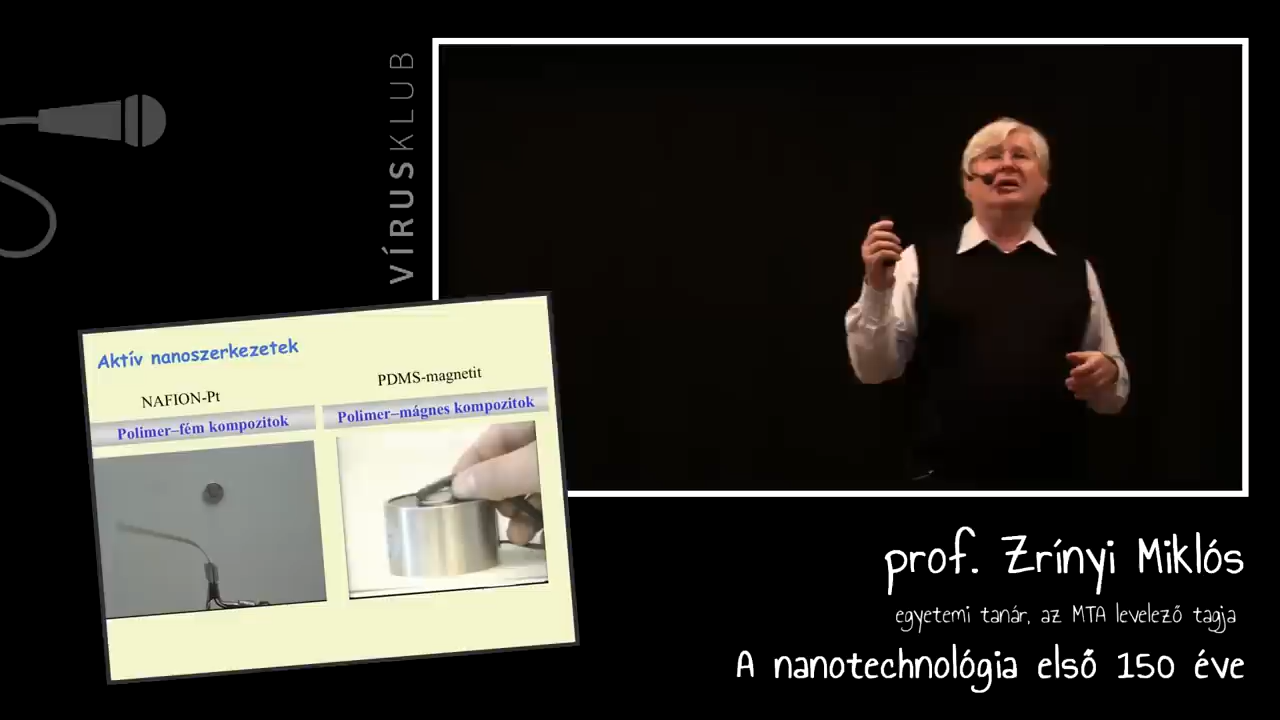 VÍRUSKLUB
Aktív nanoszerkezetek
NAFION-Pt
PDMS-magnetit
Polimer–fém kompozitok
Polimer–mágnes kompozitok
prof. Zrínyi Miklós
egyetemi tanár, az MTA levelező tagja
A nanotechnológia első 150 éve